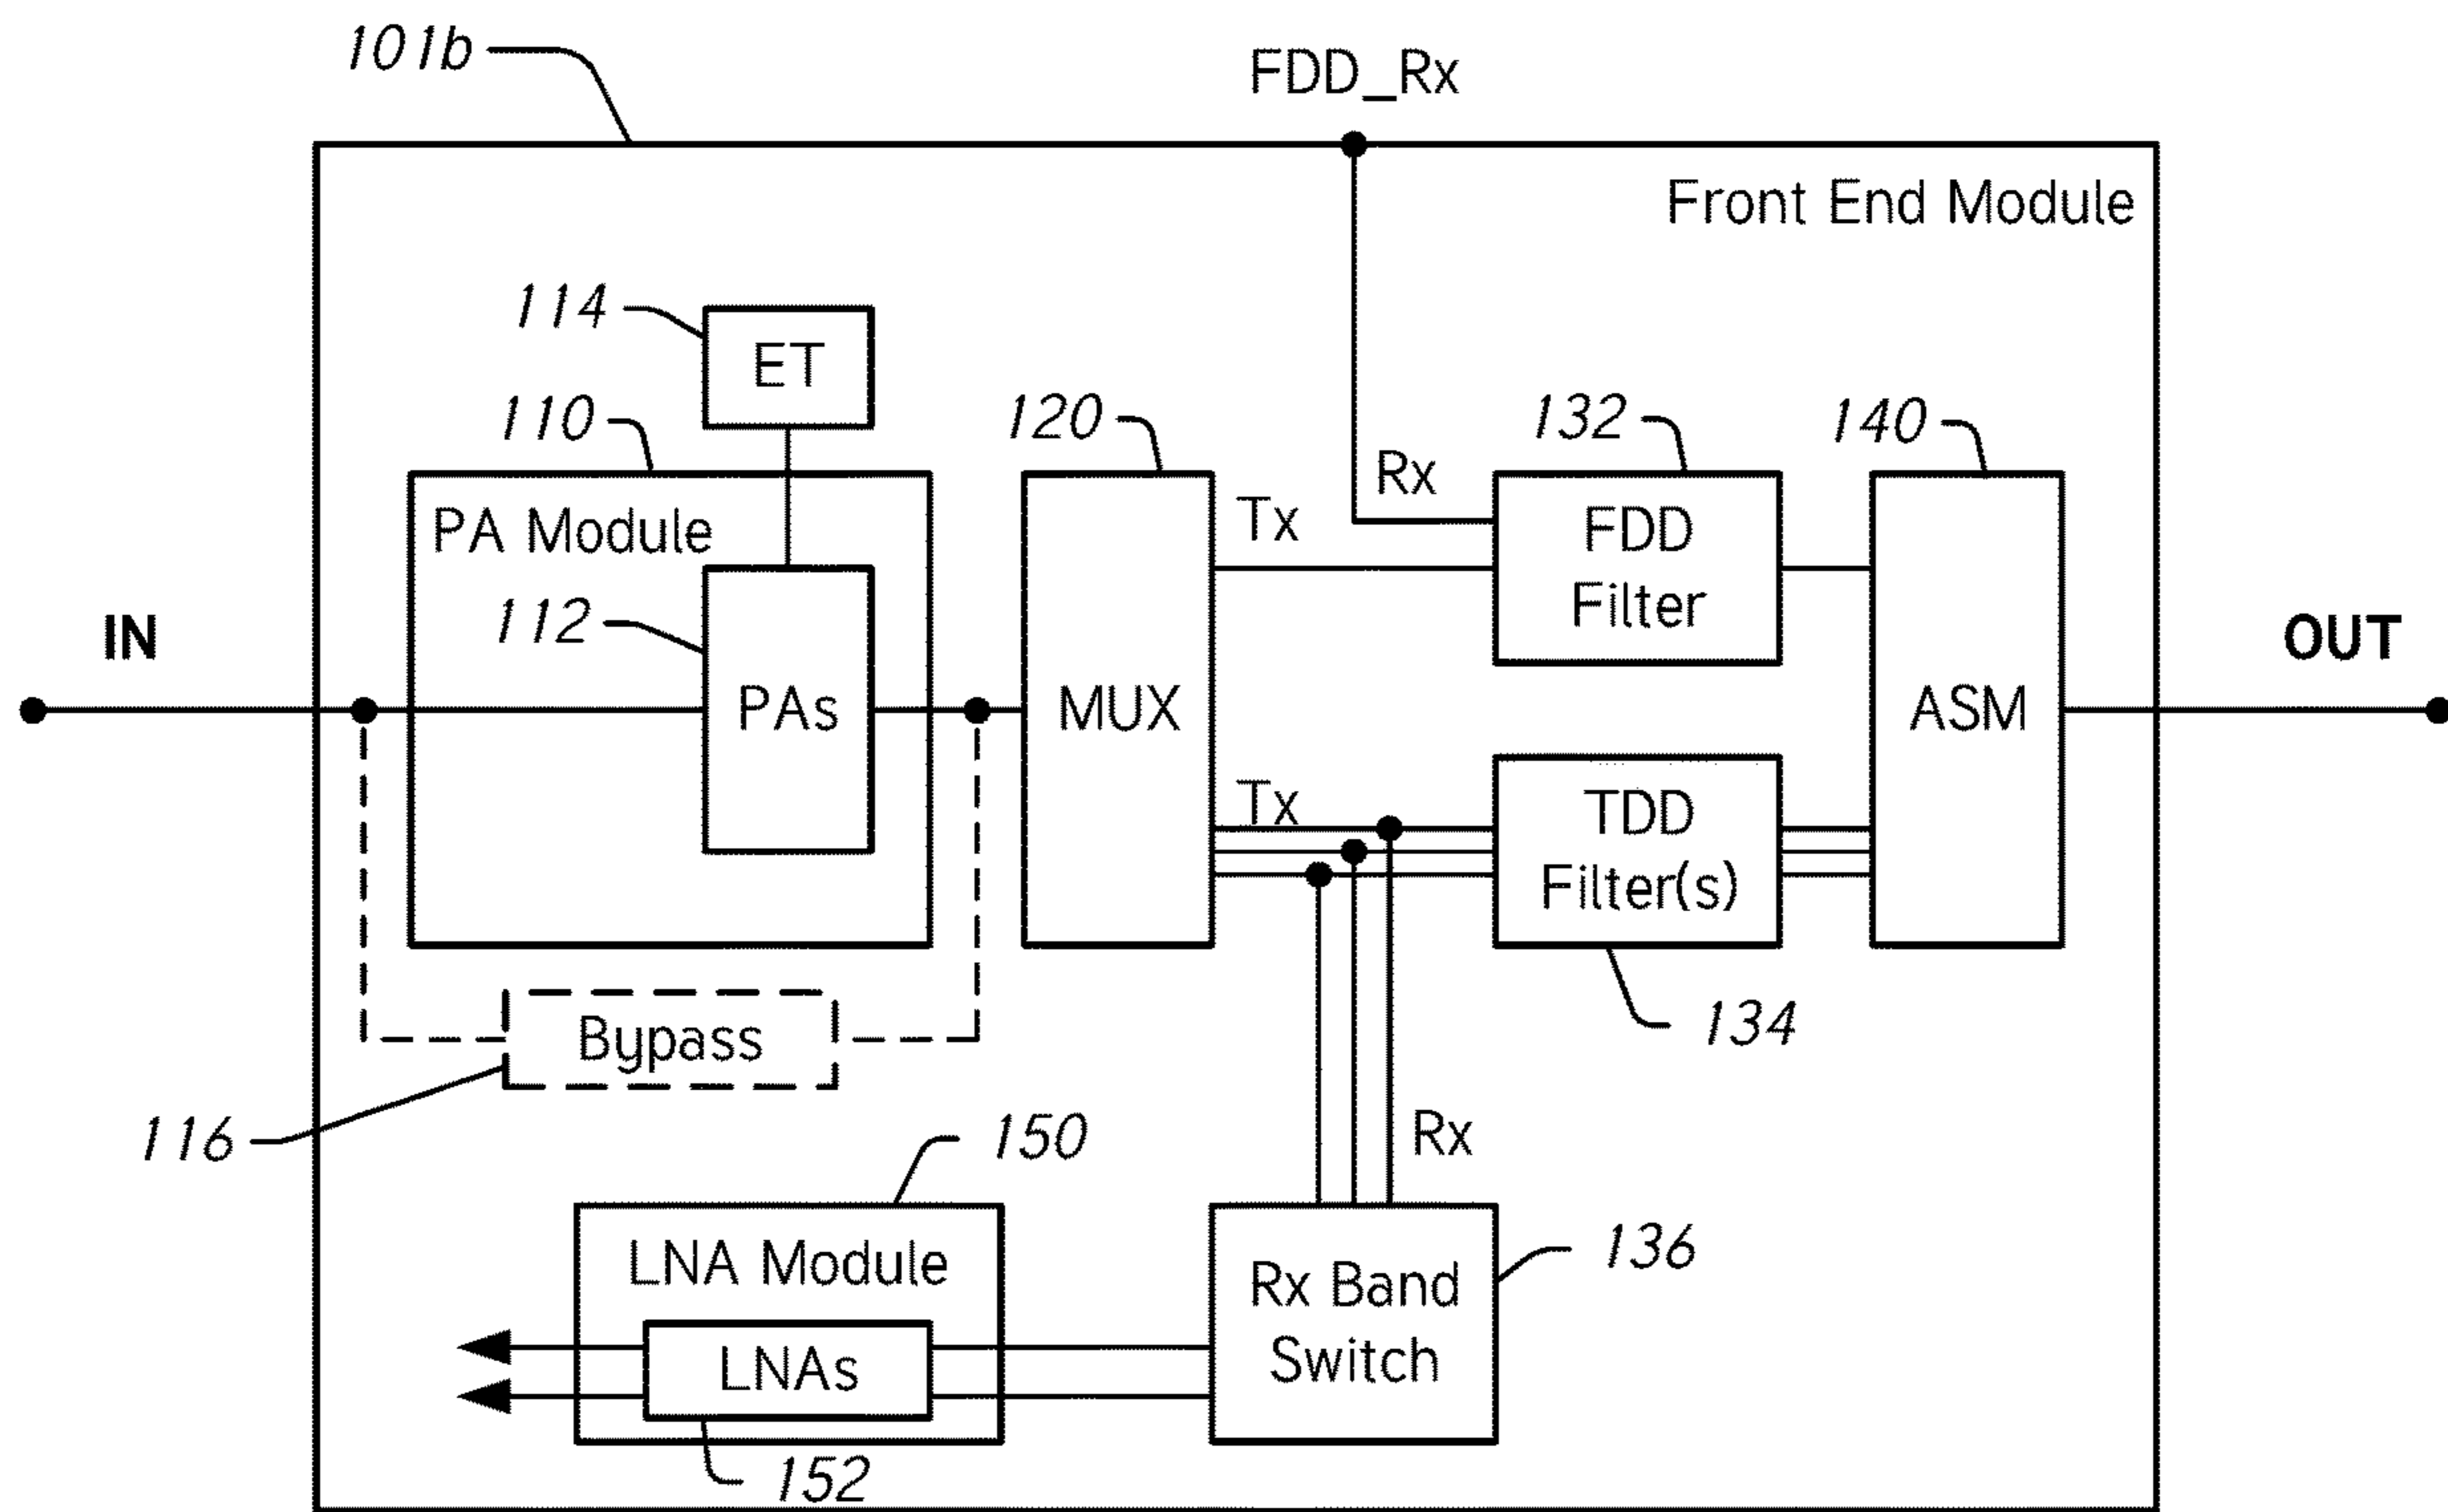 101b
FDD_Rx
Front End Module
114
ET
110
120
132
140
PA Module
Tx
Rx
FDD
Filter
112
IN
PAs
MUX
ASM
OUT
Tx
TDD
Filter(s)
Bypass
134
116
150
Rx
LNA Module
136
Rx Band
Switch
LNAs
152